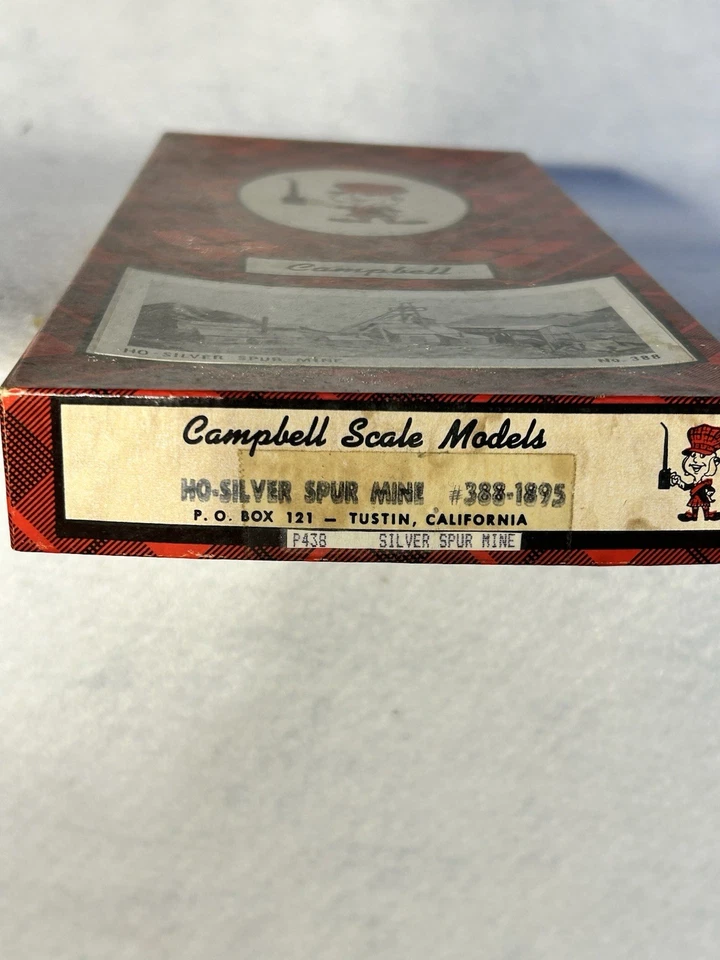 Campbell
HO SILVER SPUR MINE No. 388
Campbell Scale Models
HO-SILVER SPUR MINE #388-1895
P. O. BOX 121 — TUSTIN, CALIFORNIA
P43B SILVER SPUR MINE